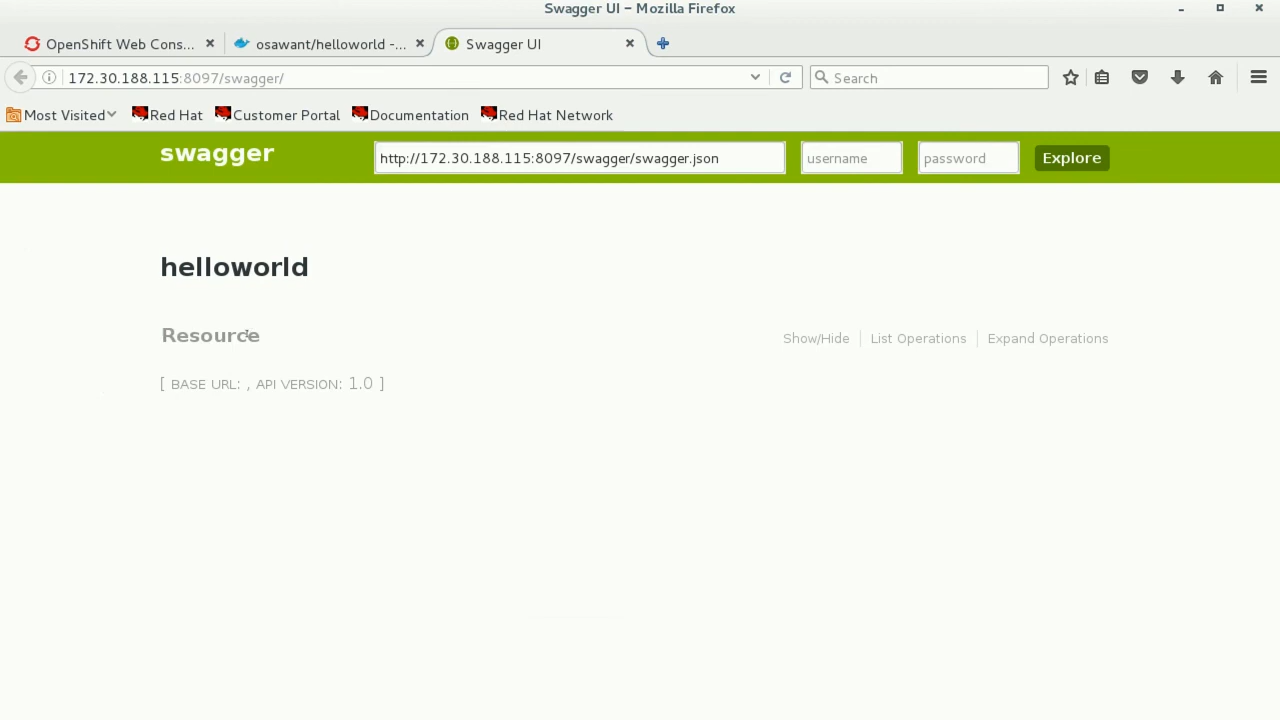 Swagger UI – Mozilla Firefox
OpenShift Web Cons...
osawant/helloworld -...
Swagger UI
172.30.188.115:8097/swagger/
Search
Most Visited
Red Hat
Customer Portal
Documentation
Red Hat Network
swagger
http://172.30.188.115:8097/swagger/swagger.json
username
password
Explore
helloworld
Resource
Show/Hide
List Operations
Expand Operations
[ BASE URL: , API VERSION: 1.0 ]